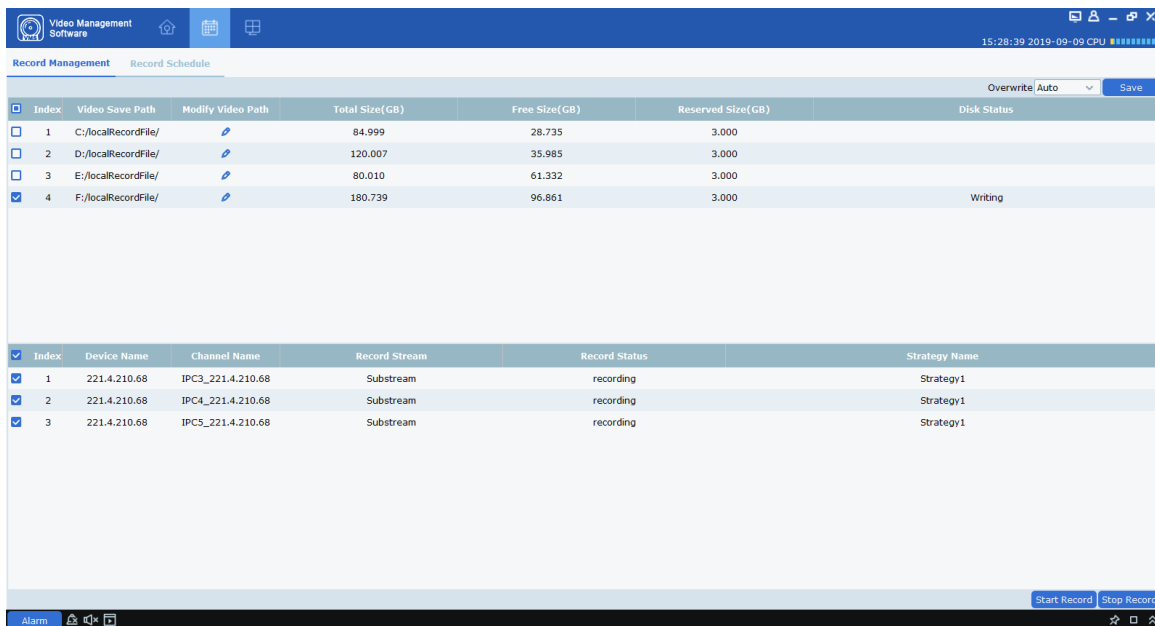 Video Management
Software
15:28:39 2019-09-09 CPU
Record Management Record Schedule
Overwrite Auto Save
Index Video Save Path Modify Video Path Total Size(GB) Free Size(GB) Reserved Size(GB) Disk Status
1 C:/localRecordFile/ 84.999 28.735 3.000
2 D:/localRecordFile/ 120.007 35.985 3.000
3 E:/localRecordFile/ 80.010 61.332 3.000
4 F:/localRecordFile/ 180.739 96.861 3.000 Writing
Index Device Name Channel Name Record Stream Record Status Strategy Name
1 221.4.210.68 IPC3_221.4.210.68 Substream recording Strategy1
2 221.4.210.68 IPC4_221.4.210.68 Substream recording Strategy1
3 221.4.210.68 IPC5_221.4.210.68 Substream recording Strategy1
Start Record Stop Record
Alarm